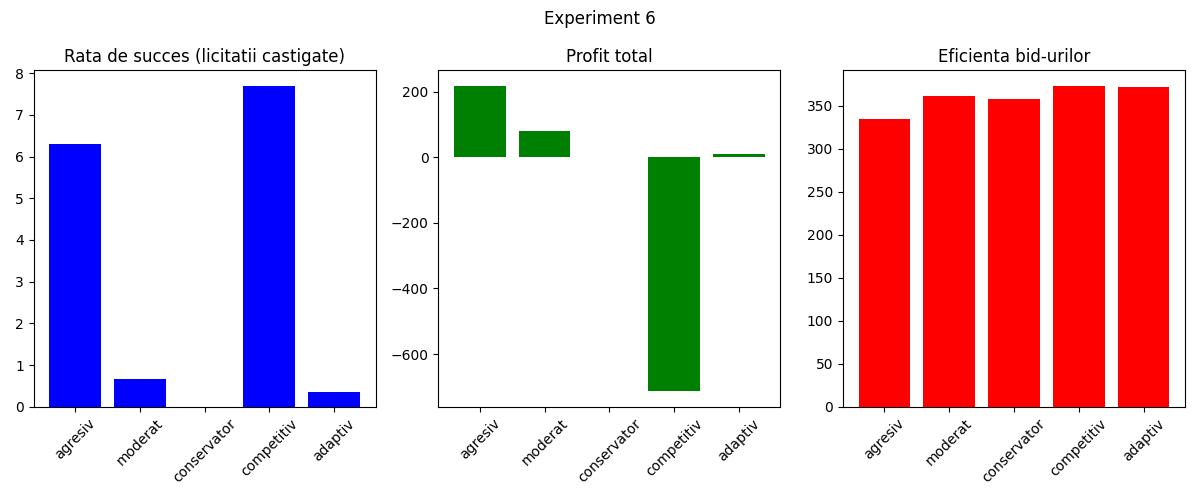 Experiment 6
Rata de succes (licitatii castigate)
8
7
6
5
4
3
2
1
0
agresiv
moderat
conservator
competitiv
adaptiv
Profit total
200
0
−200
−400
−600
agresiv
moderat
conservator
competitiv
adaptiv
Eficienta bid-urilor
350
300
250
200
150
100
50
0
agresiv
moderat
conservator
competitiv
adaptiv